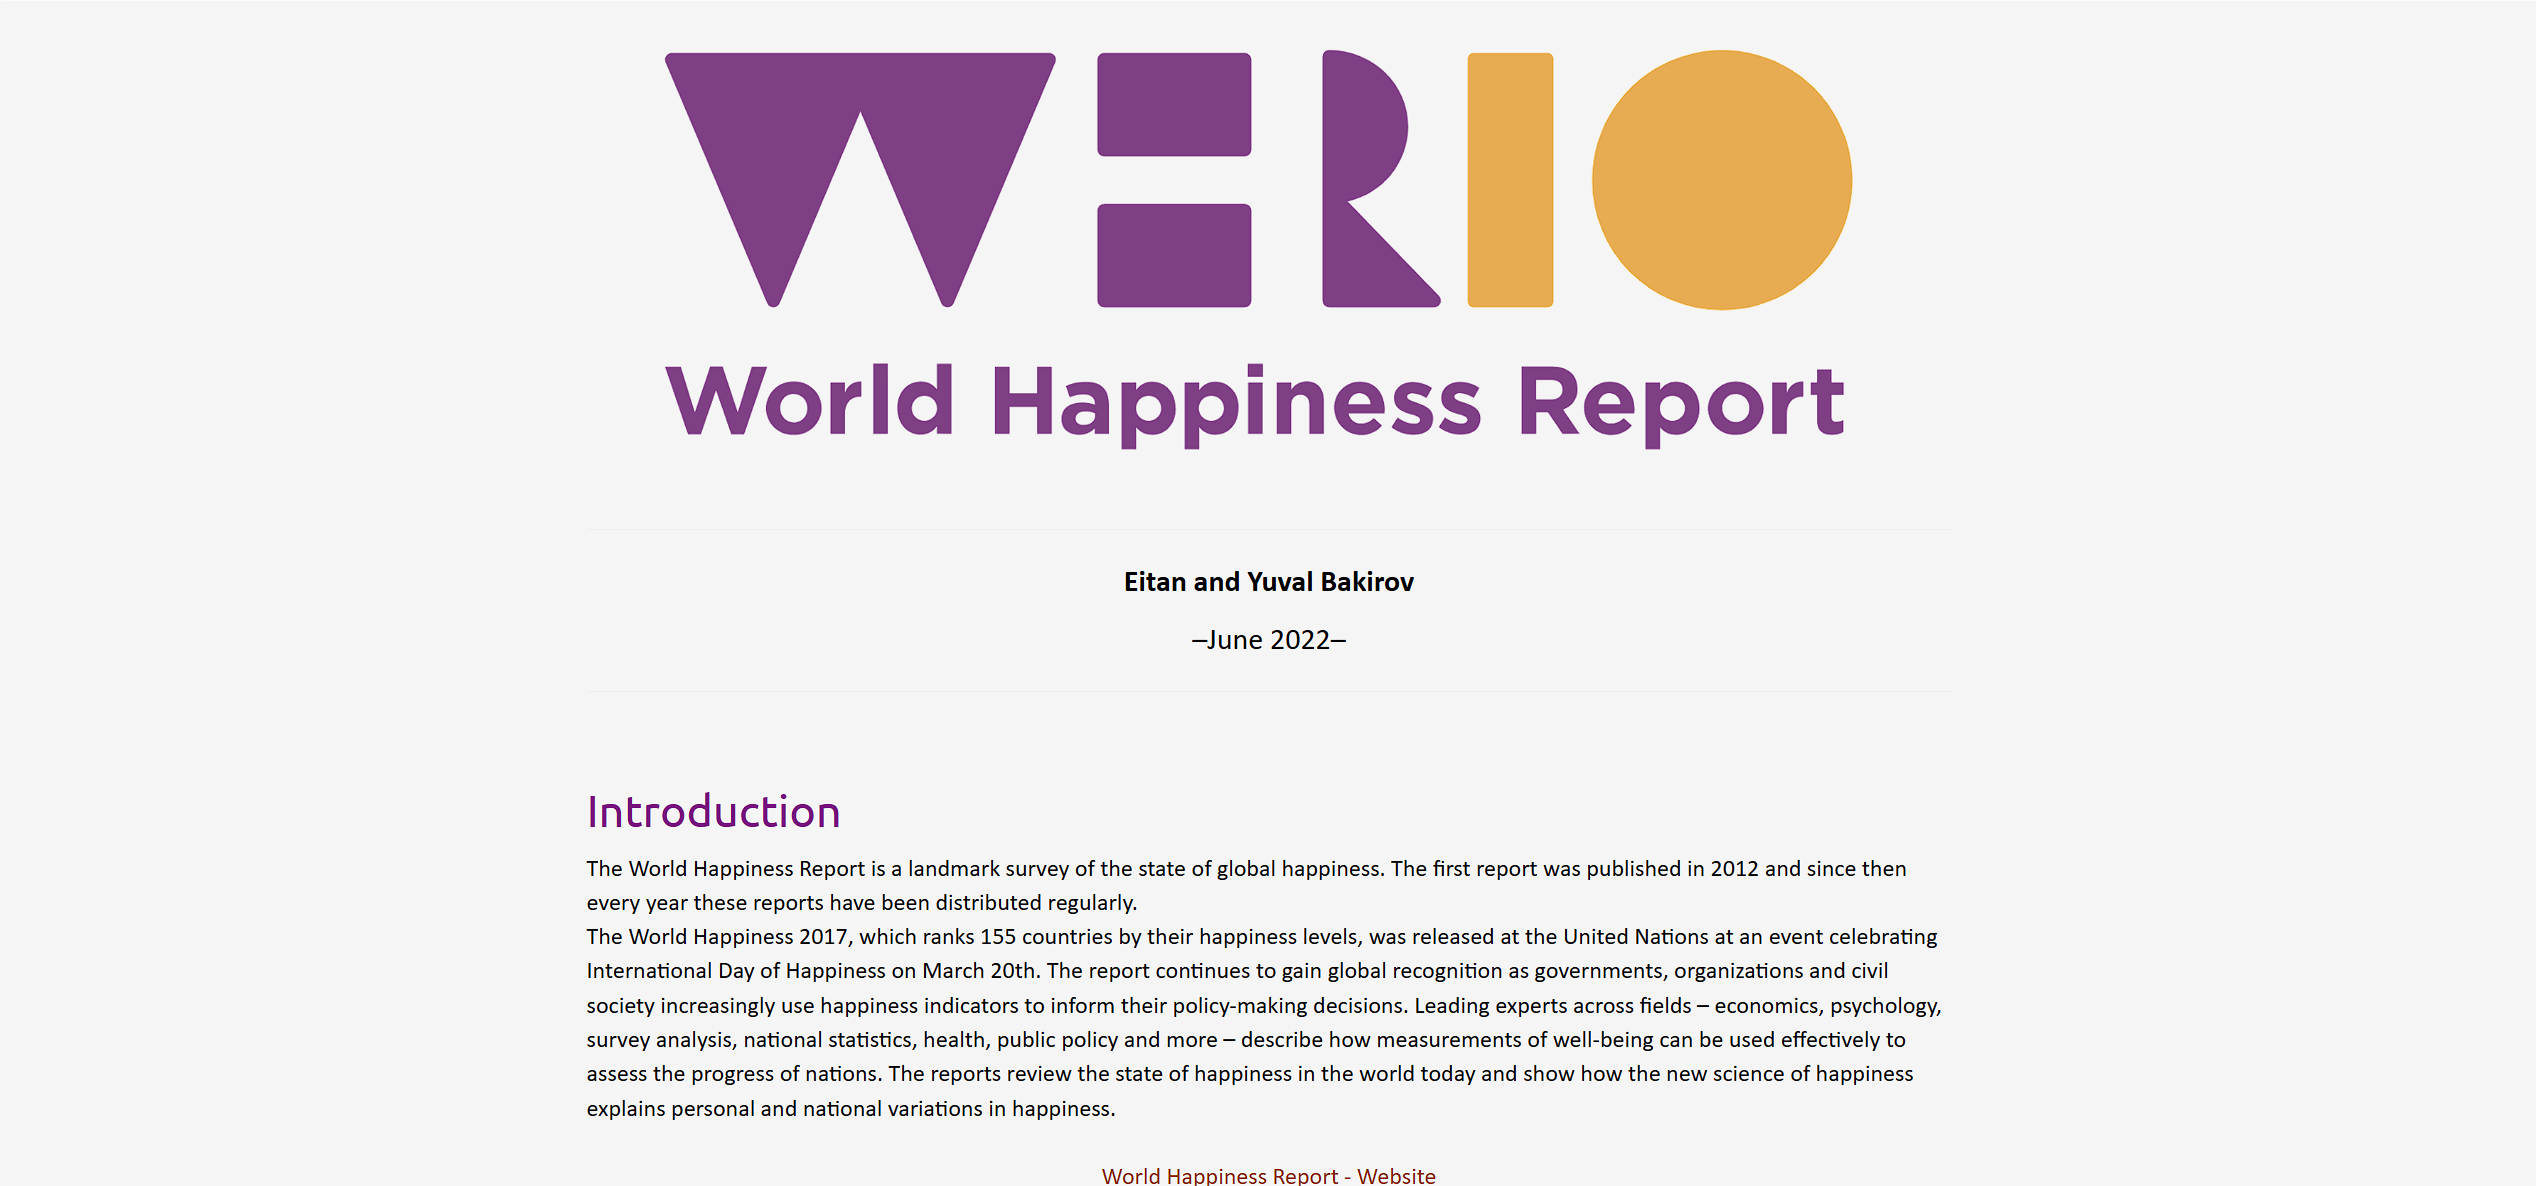 WHR10
World Happiness Report
Eitan and Yuval Bakirov
–June 2022–
Introduction
The World Happiness Report is a landmark survey of the state of global happiness. The first report was published in 2012 and since then
every year these reports have been distributed regularly.
The World Happiness 2017, which ranks 155 countries by their happiness levels, was released at the United Nations at an event celebrating
International Day of Happiness on March 20th. The report continues to gain global recognition as governments, organizations and civil
society increasingly use happiness indicators to inform their policy-making decisions. Leading experts across fields – economics, psychology,
survey analysis, national statistics, health, public policy and more – describe how measurements of well-being can be used effectively to
assess the progress of nations. The reports review the state of happiness in the world today and show how the new science of happiness
explains personal and national variations in happiness.
World Happiness Report - Website